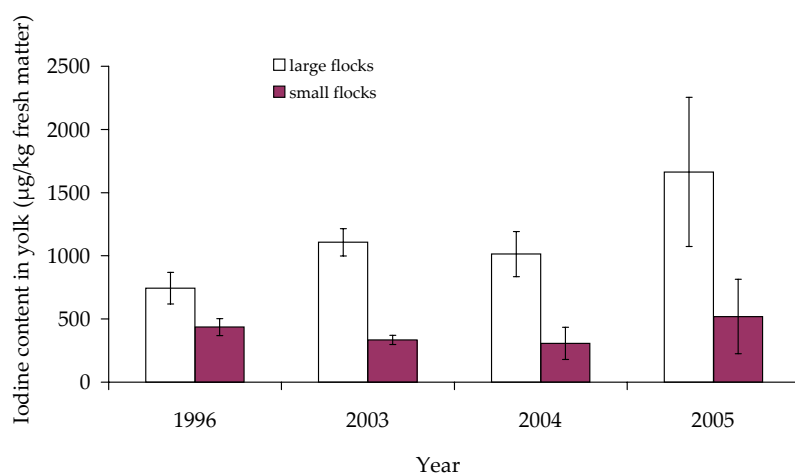 Iodine content in yolk (µg/kg fresh matter)
large flocks
small flocks
2500
2000
1500
1000
500
0
1996
2003
2004
2005
Year